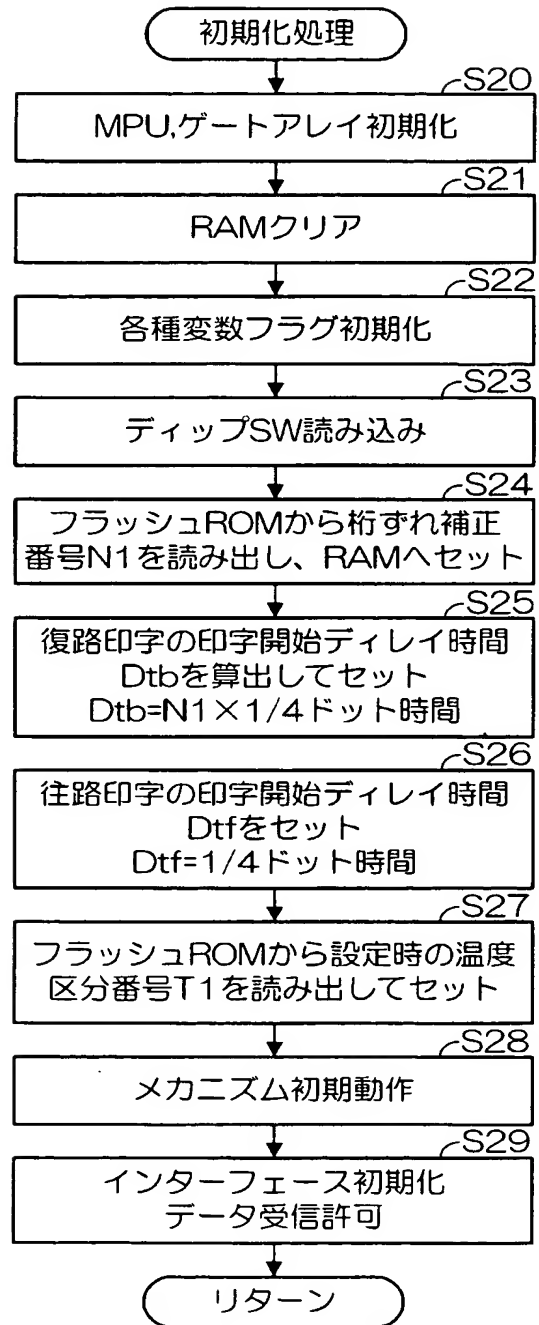 初期化処理
S20
MPU,ゲートアレイ初期化
S21
RAMクリア
S22
各種変数フラグ初期化
S23
ディップSW読み込み
S24
フラッシュROMから桁ずれ補正
番号N1を読み出し、RAMへセット
S25
復路印字の印字開始ディレイ時間
Dtbを算出してセット
Dtb=N1×1/4ドット時間
S26
往路印字の印字開始ディレイ時間
Dtfをセット
Dtf=1/4ドット時間
S27
フラッシュROMから設定時の温度
区分番号T1を読み出してセット
S28
メカニズム初期動作
S29
インターフェース初期化
データ受信許可
リターン